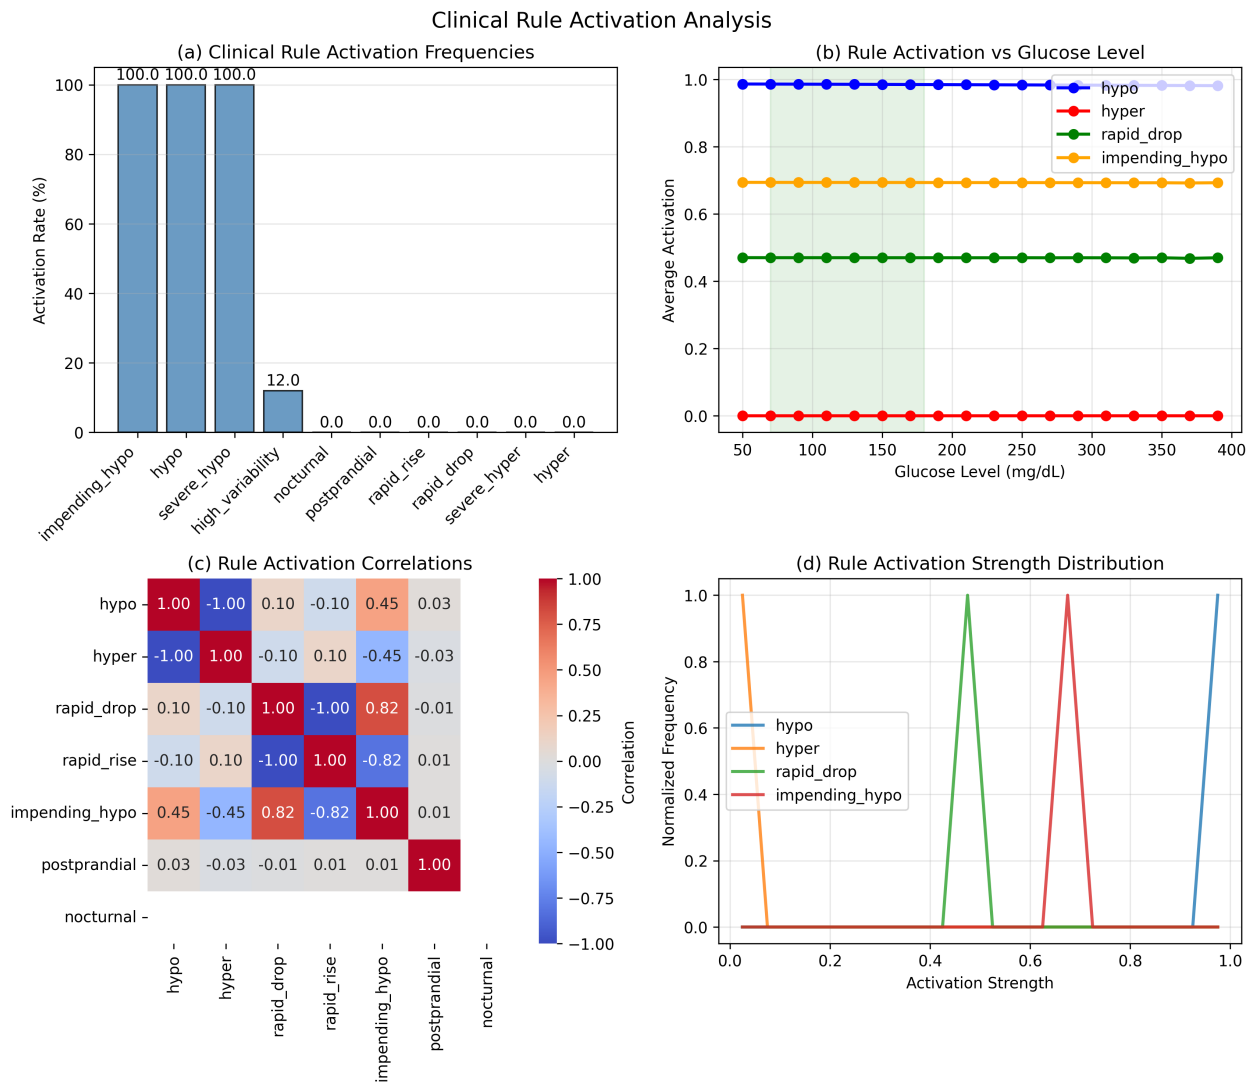 Clinical Rule Activation Analysis
(a) Clinical Rule Activation Frequencies
100.0 100.0 100.0
12.0
0.0 0.0 0.0 0.0 0.0 0.0
100
80
60
40
20
0
Activation Rate (%)
impending_hypo
hypo
severe_hypo
high_variability
nocturnal
postprandial
rapid_rise
rapid_drop
severe_hyper
hyper
(b) Rule Activation vs Glucose Level
1.0
0.8
0.6
0.4
0.2
0.0
Average Activation
hypo
hyper
rapid_drop
impending_hypo
50 100 150 200 250 300 350 400
Glucose Level (mg/dL)
(c) Rule Activation Correlations
hypo 1.00 -1.00 0.10 -0.10 0.45 0.03
hyper -1.00 1.00 -0.10 0.10 -0.45 -0.03
rapid_drop 0.10 -0.10 1.00 -1.00 0.82 -0.01
rapid_rise -0.10 0.10 -1.00 1.00 -0.82 0.01
impending_hypo 0.45 -0.45 0.82 -0.82 1.00 0.01
postprandial 0.03 -0.03 -0.01 0.01 0.01 1.00
nocturnal
hypo
hyper
rapid_drop
rapid_rise
impending_hypo
postprandial
nocturnal
1.00
0.75
0.50
0.25
0.00
−0.25
−0.50
−0.75
−1.00
Correlation
(d) Rule Activation Strength Distribution
1.0
0.8
0.6
0.4
0.2
0.0
Normalized Frequency
hypo
hyper
rapid_drop
impending_hypo
0.0 0.2 0.4 0.6 0.8 1.0
Activation Strength